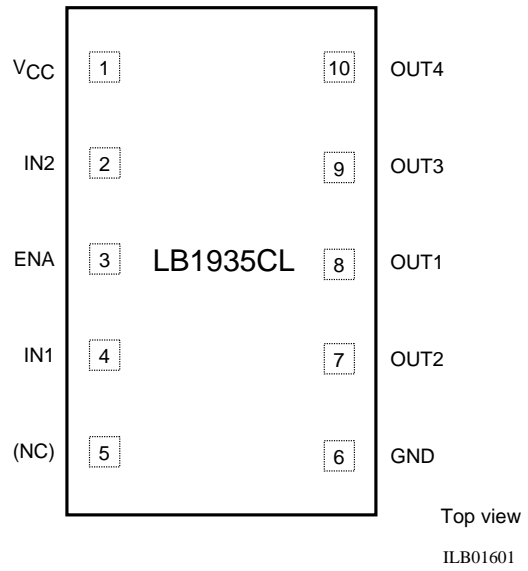 VCC 1 10 OUT4
IN2 2 9 OUT3
ENA 3 LB1935CL 8 OUT1
IN1 4 7 OUT2
(NC) 5 6 GND
Top view
ILB01601